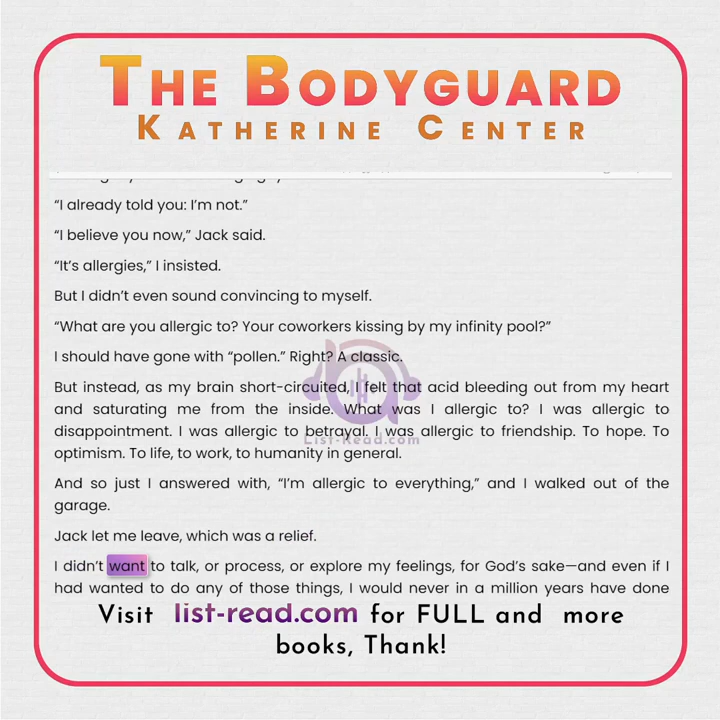 THE BODYGUARD
KATHERINE CENTER
“I already told you: I’m not.”
“I believe you now,” Jack said.
“It’s allergies,” I insisted.
But I didn’t even sound convincing to myself.
“What are you allergic to? Your coworkers kissing by my infinity pool?”
I should have gone with “pollen.” Right? A classic.
But instead, as my brain short-circuited, I felt that acid bleeding out from my heart
and saturating me from the inside. What was I allergic to? I was allergic to
disappointment. I was allergic to betrayal. I was allergic to friendship. To hope. To
List-Read.com
optimism. To life, to work, to humanity in general.
And so just I answered with, “I’m allergic to everything,” and I walked out of the
garage.
Jack let me leave, which was a relief.
I didn’t want to talk, or process, or explore my feelings, for God’s sake—and even if I
had wanted to do any of those things, I would never in a million years have done
Visit list-read.com for FULL and more
books, Thank!